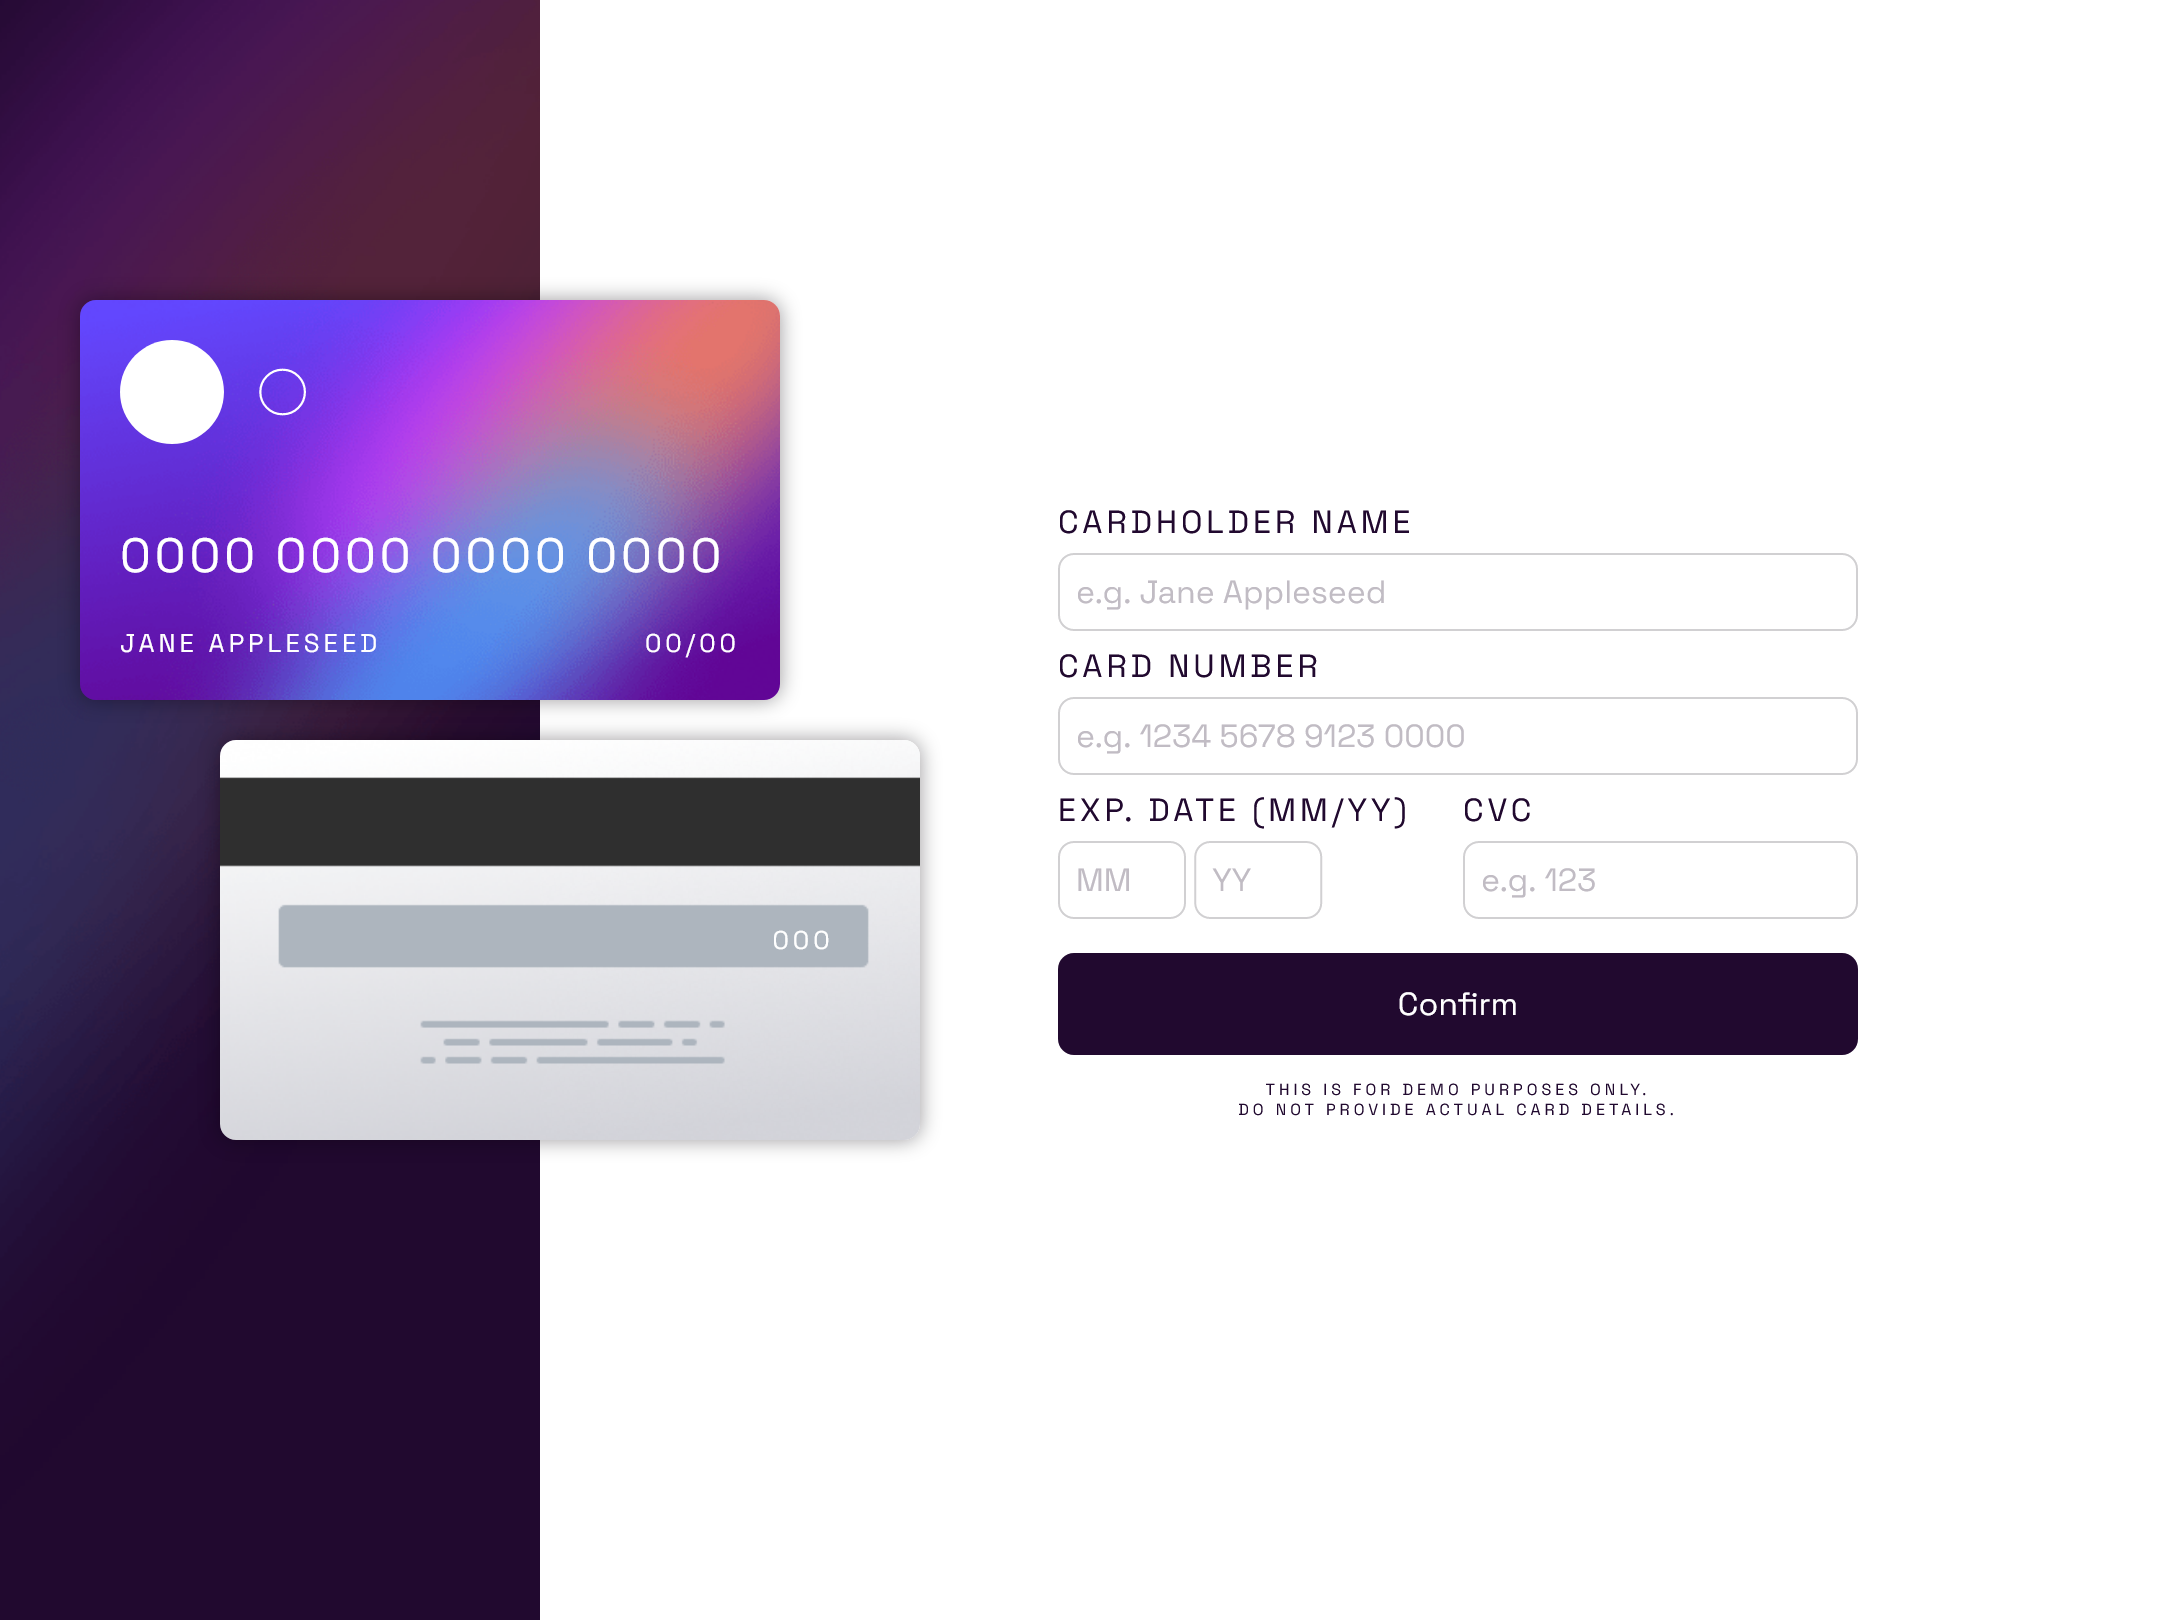 0000 0000 0000 0000
JANE APPLESEED 00/00
000
CARDHOLDER NAME
e.g. Jane Appleseed
CARD NUMBER
e.g. 1234 5678 9123 0000
EXP. DATE (MM/YY) CVC
MM YY e.g. 123
Confirm
THIS IS FOR DEMO PURPOSES ONLY.
DO NOT PROVIDE ACTUAL CARD DETAILS.